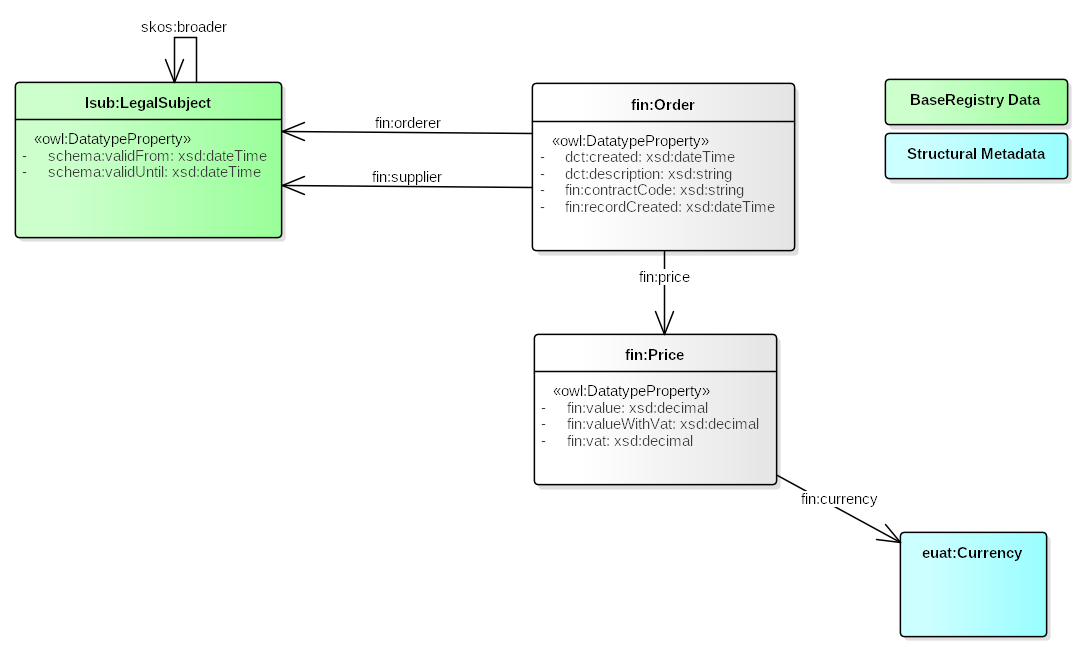 skos:broader
lsub:LegalSubject
«owl:DatatypeProperty»
- schema:validFrom: xsd:dateTime
- schema:validUntil: xsd:dateTime
fin:orderer
fin:supplier
fin:Order
«owl:DatatypeProperty»
- dct:created: xsd:dateTime
- dct:description: xsd:string
- fin:contractCode: xsd:string
- fin:recordCreated: xsd:dateTime
BaseRegistry Data
Structural Metadata
fin:price
fin:Price
«owl:DatatypeProperty»
- fin:value: xsd:decimal
- fin:valueWithVat: xsd:decimal
- fin:vat: xsd:decimal
fin:currency
euat:Currency